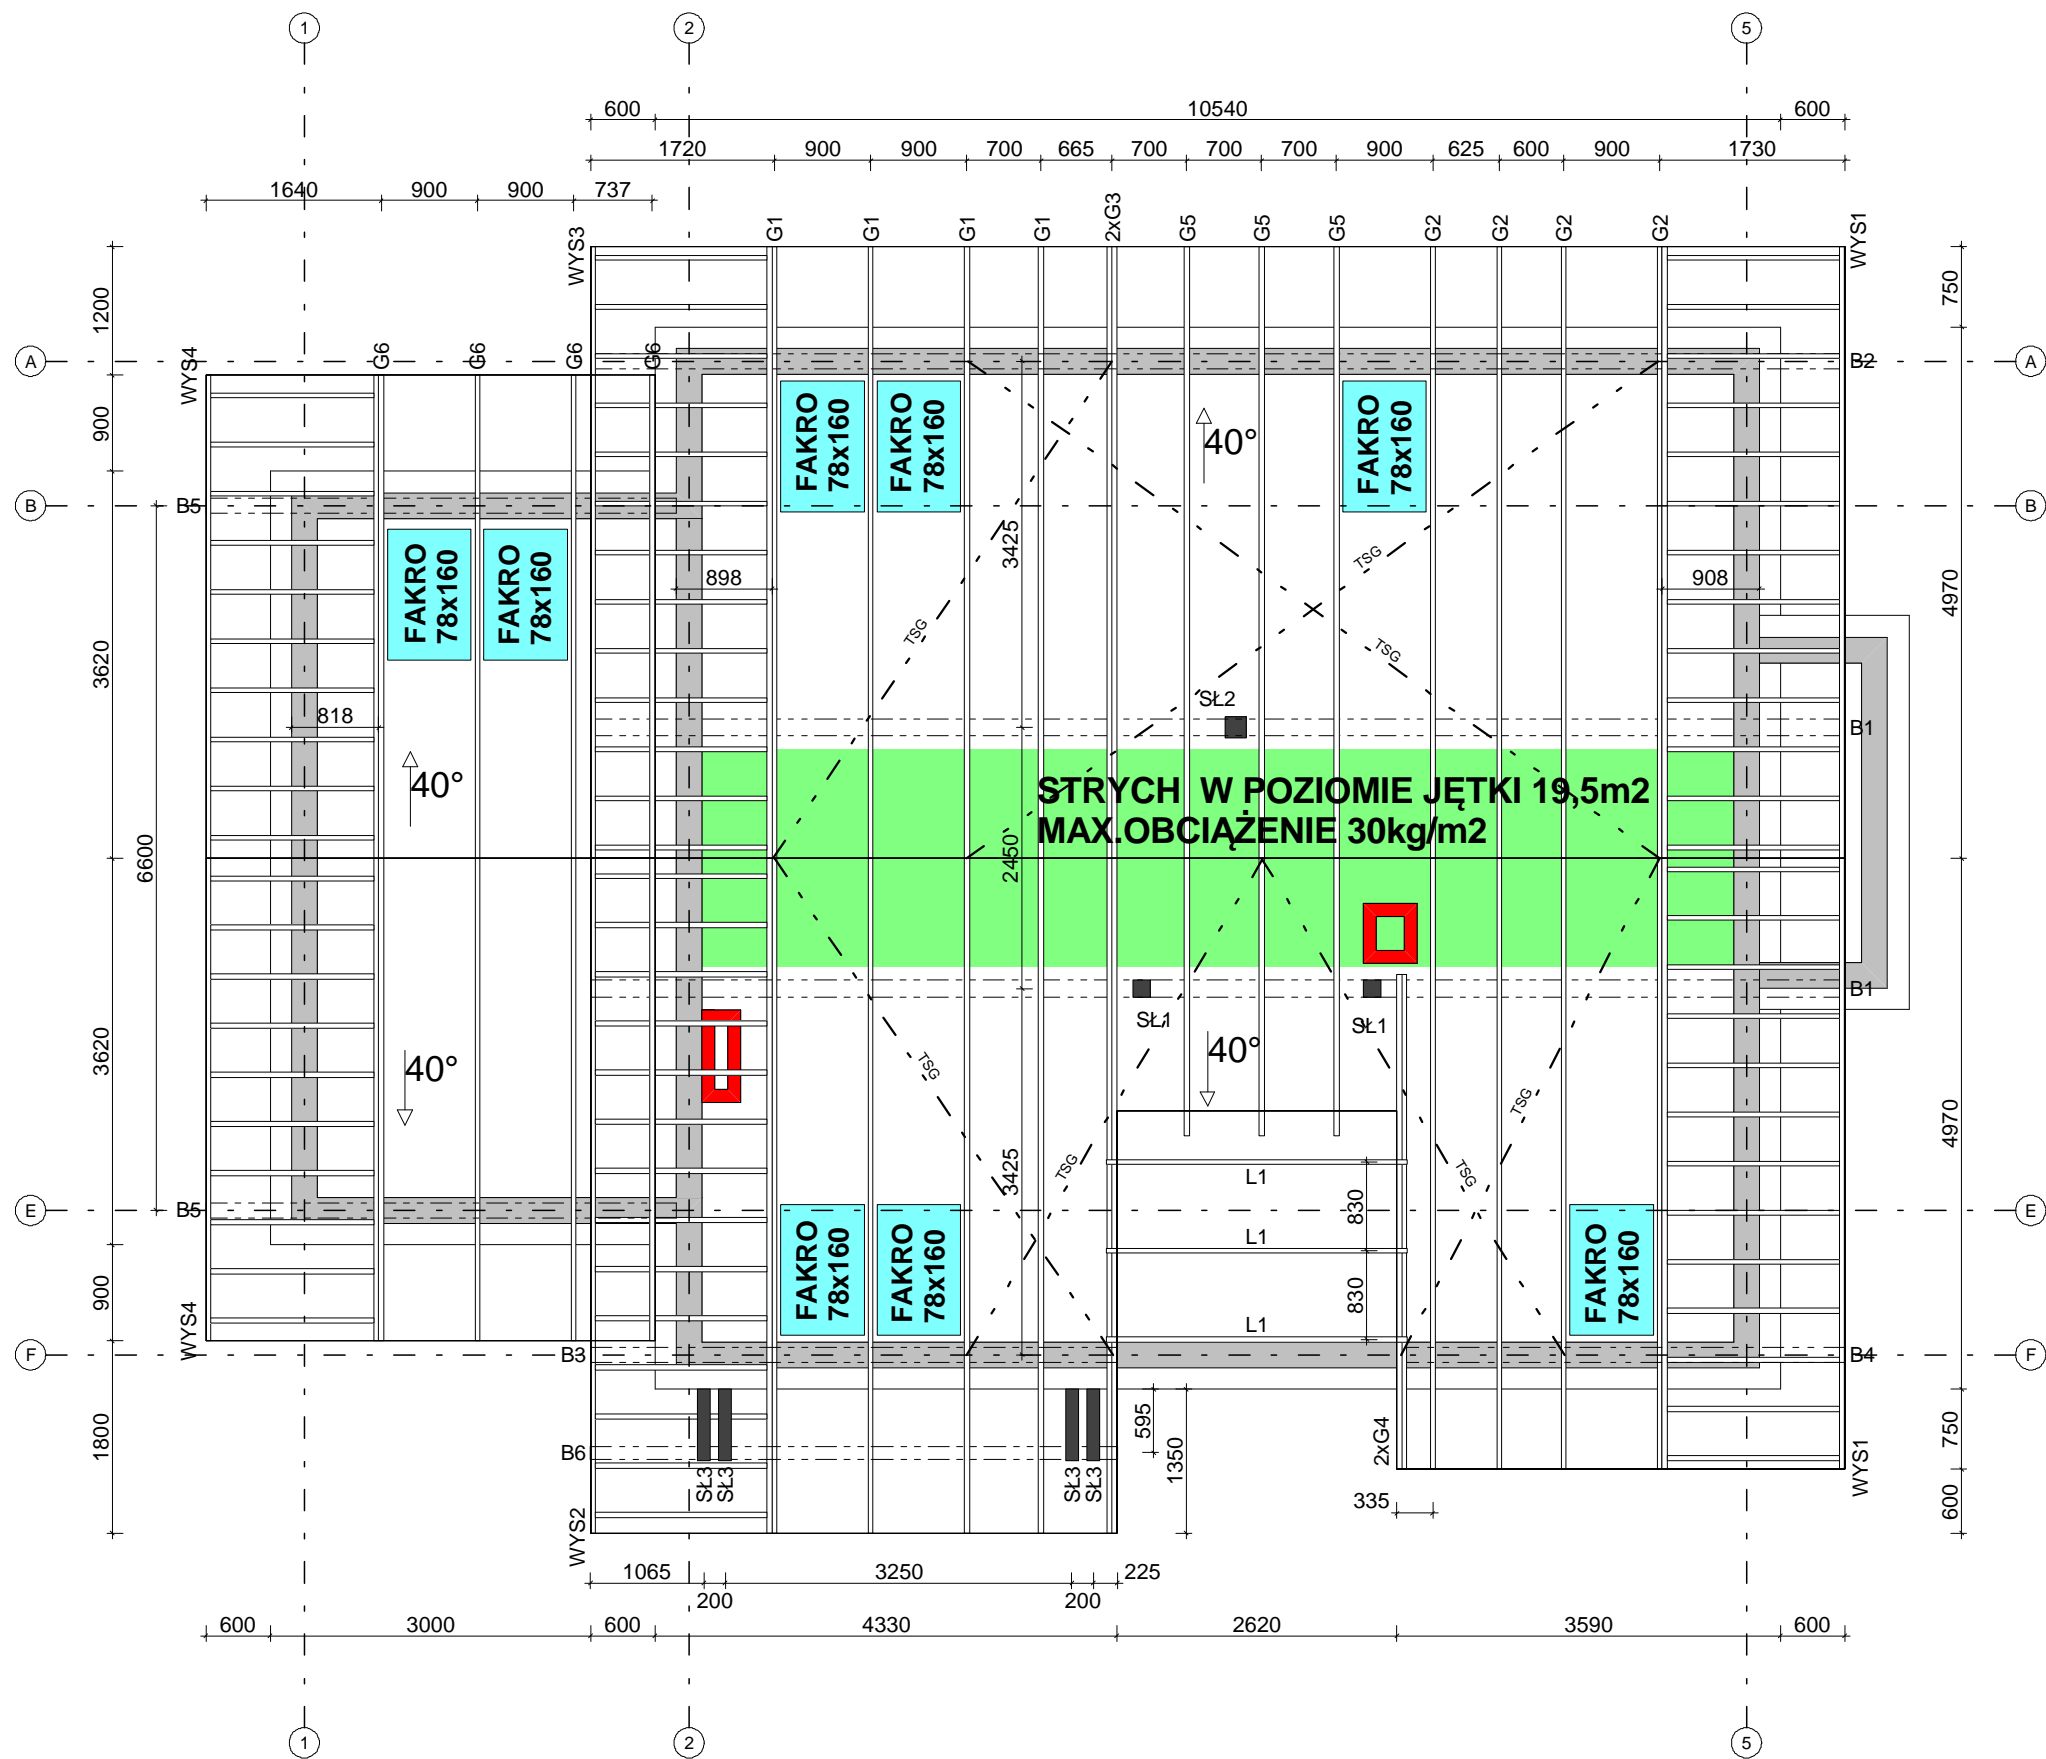 1
2
5
600
10540
600
1720
900
900
700
665
700
700
700
900
625
600
900
1730
1640
900
900
737
WYS3
G1
G1
G1
G1
2xG3
G5
G5
G5
G2
G2
G2
G2
WYS1
1200
750
WYS4
G6
G6
G6
G6
A
B2
A
900
FAKRO
78x160
FAKRO
78x160
40°
FAKRO
78x160
B
B5
B
3425
TSG
898
908
4970
FAKRO
78x160
FAKRO
78x160
3620
TSG
TSG
818
SŁ2
B1
40°
STRYCH W POZIOMIE JĘTKI 19,5m2
MAX.OBCIĄŻENIE 30kg/m2
6600
2450
B1
SŁ1
SŁ1
3620
40°
TSG
40°
TSG
4970
3425
TSG
TSG
L1
830
E
B5
E
FAKRO
78x160
FAKRO
78x160
L1
FAKRO
78x160
900
830
L1
WYS4
F
B3
B4
F
1800
595
1350
2xG4
750
B6
SŁ3
SŁ3
SŁ3
SŁ3
WYS1
335
600
WYS2
1065
3250
225
200
200
600
3000
600
4330
2620
3590
600
1
2
5